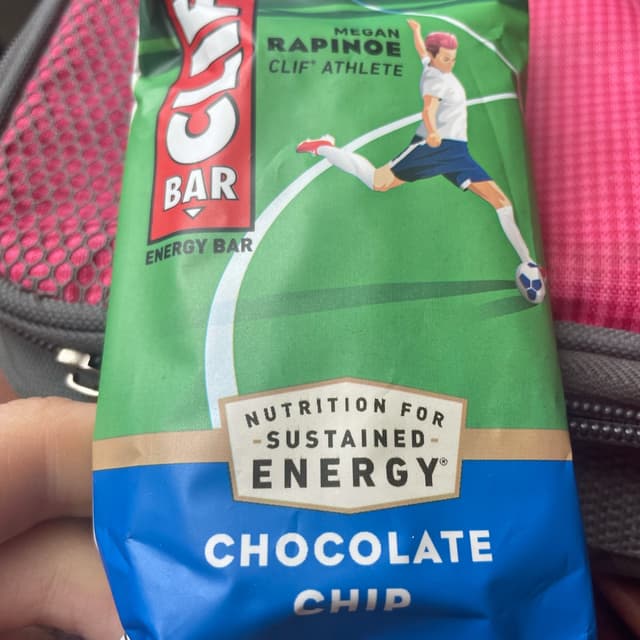 CLIF
BAR
ENERGY BAR
MEGAN
RAPINOE
CLIF® ATHLETE
NUTRITION FOR
-SUSTAINED-
ENERGY®
CHOCOLATE
CHIP